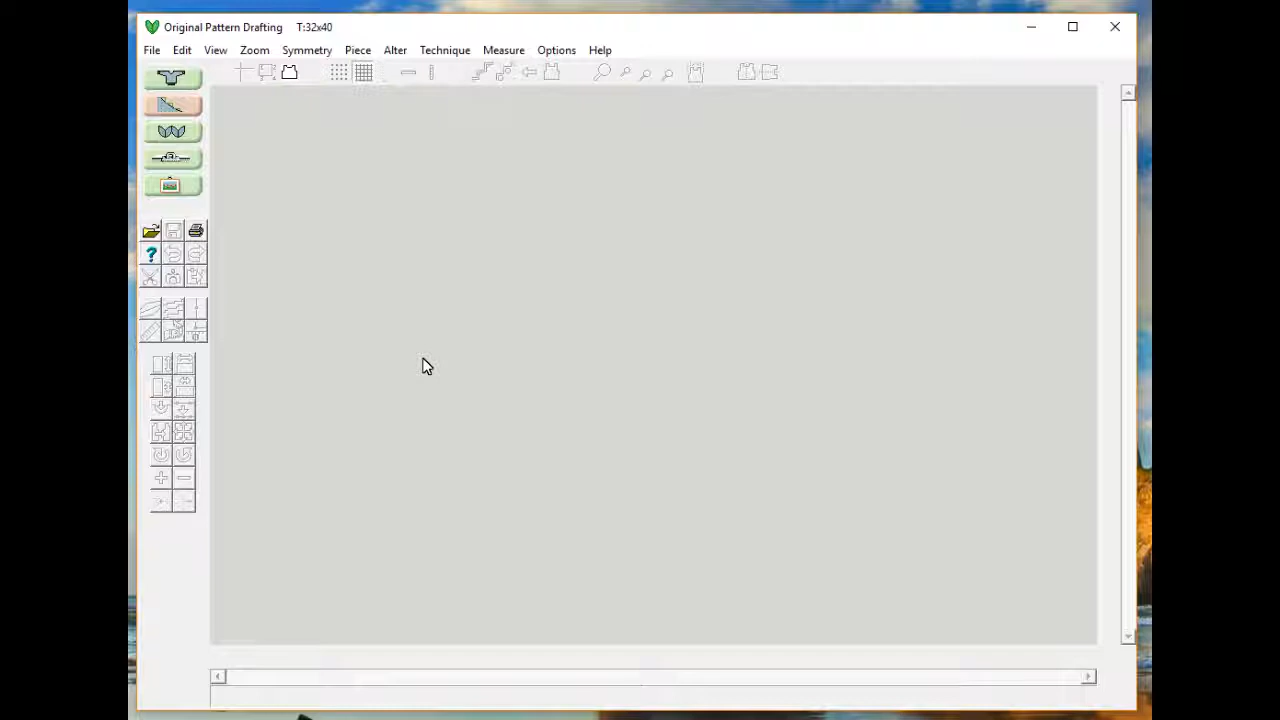 Original Pattern Drafting T:32x40
File Edit View Zoom Symmetry Piece Alter Technique Measure Options Help
?